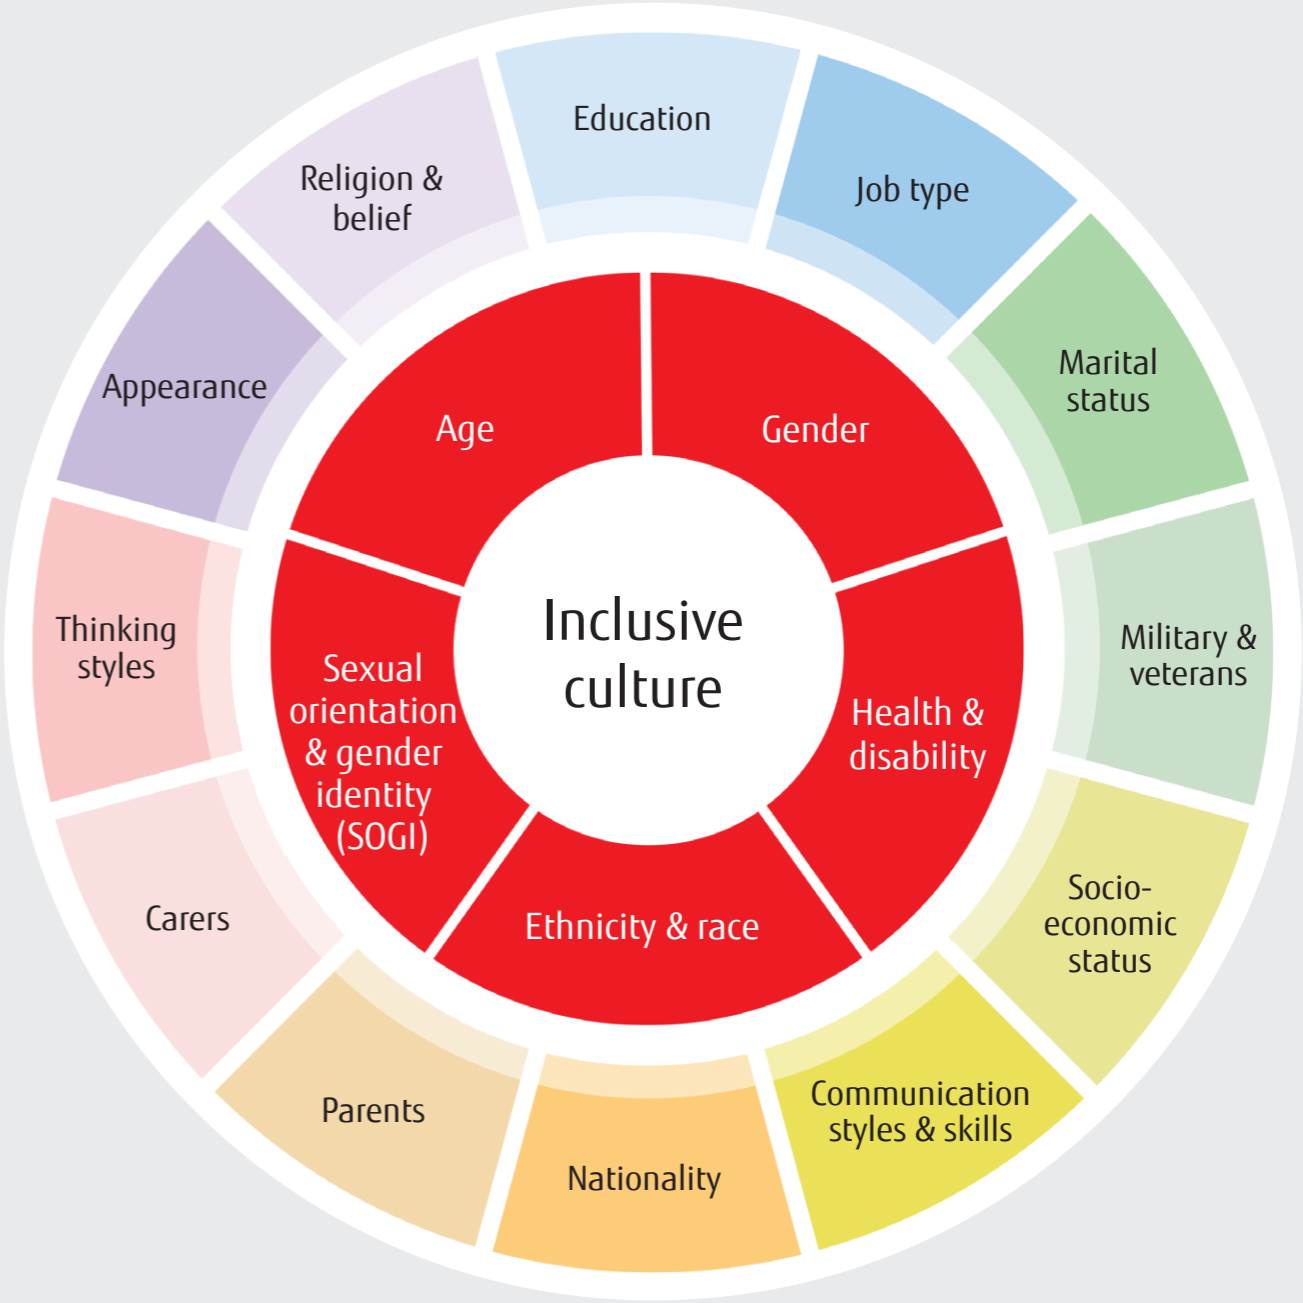 Education
Job type
Marital
status
Military &
veterans
Socio-
economic
status
Communication
styles & skills
Nationality
Parents
Carers
Thinking
styles
Appearance
Religion &
belief
Age
Gender
Health &
disability
Ethnicity & race
Sexual
orientation
& gender
identity
(SOGI)
Inclusive
culture